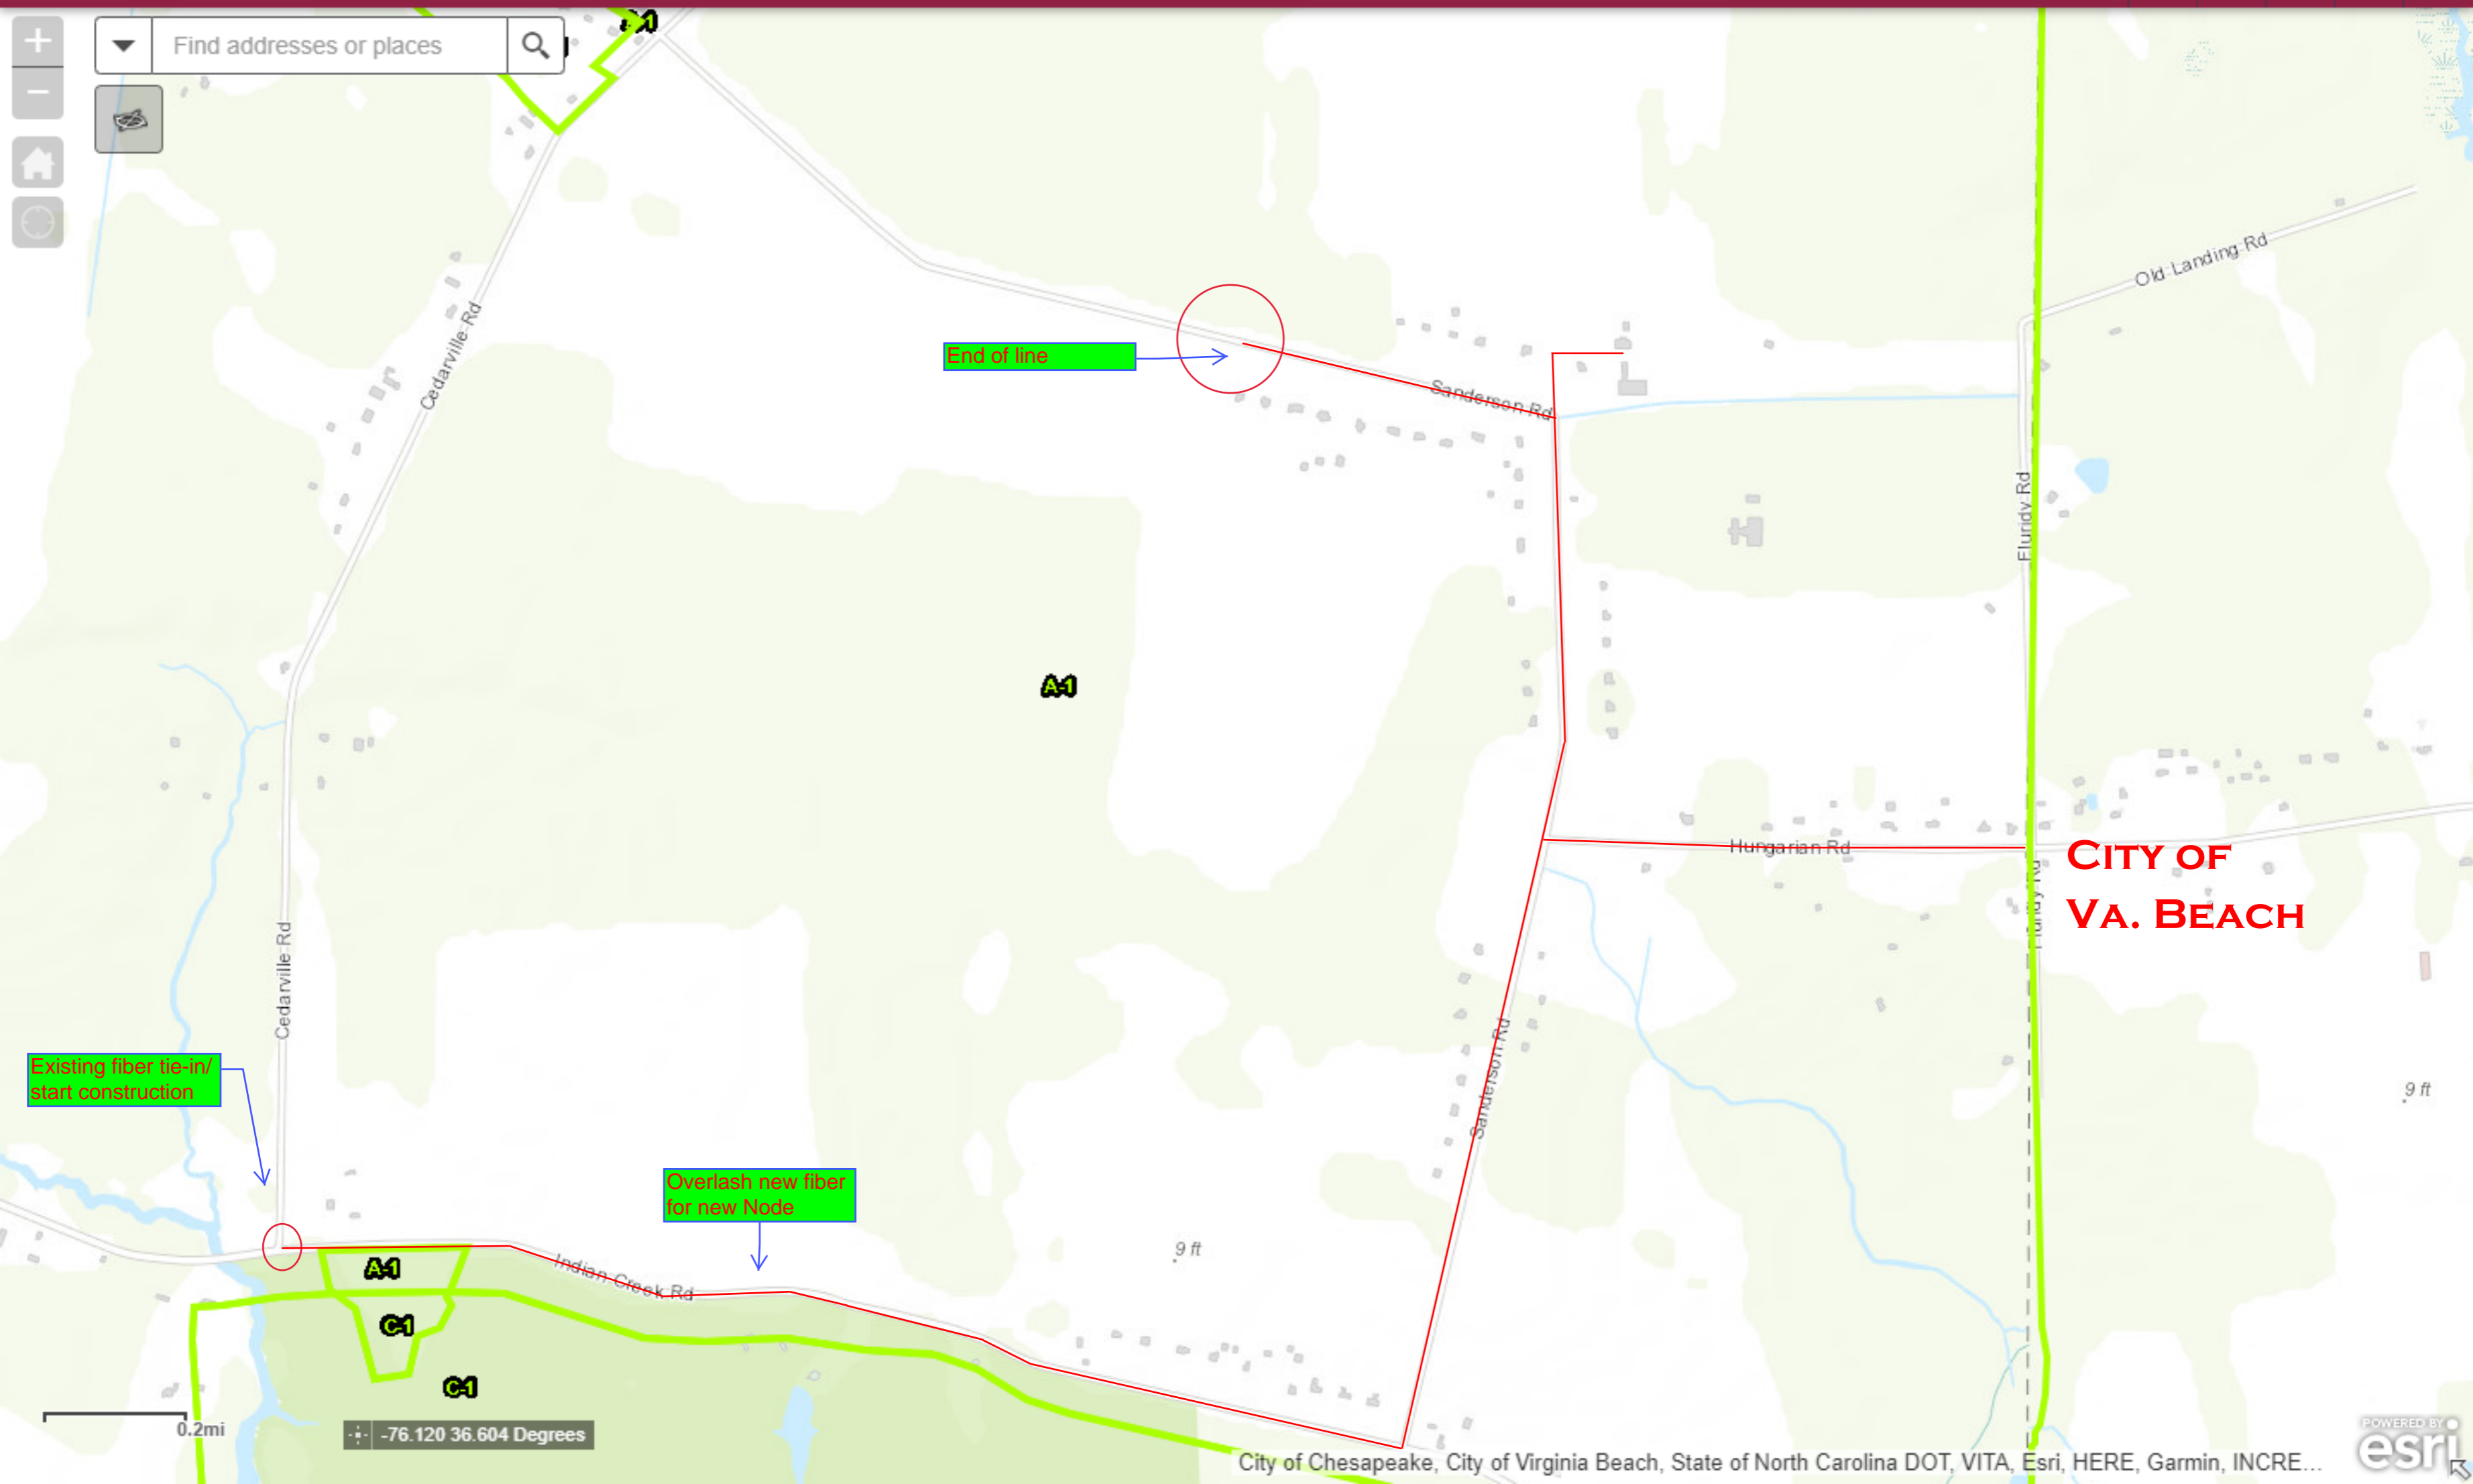 Find addresses or places
A-1
Old Landing Rd
Cedarville Rd
End of line
Sanderson Rd
Fluridy Rd
A-1
Hungarian Rd
CITY OF
VA. BEACH
Fluridy Rd
Cedarville Rd
Sanderson Rd
Existing fiber tie-in/
start construction
9 ft
Overlash new fiber
for new Node
Indian Creek Rd
9 ft
A-1
C-1
C-1
0.2mi
-76.120 36.604 Degrees
POWERED BY
esri
City of Chesapeake, City of Virginia Beach, State of North Carolina DOT, VITA, Esri, HERE, Garmin, INCRE...